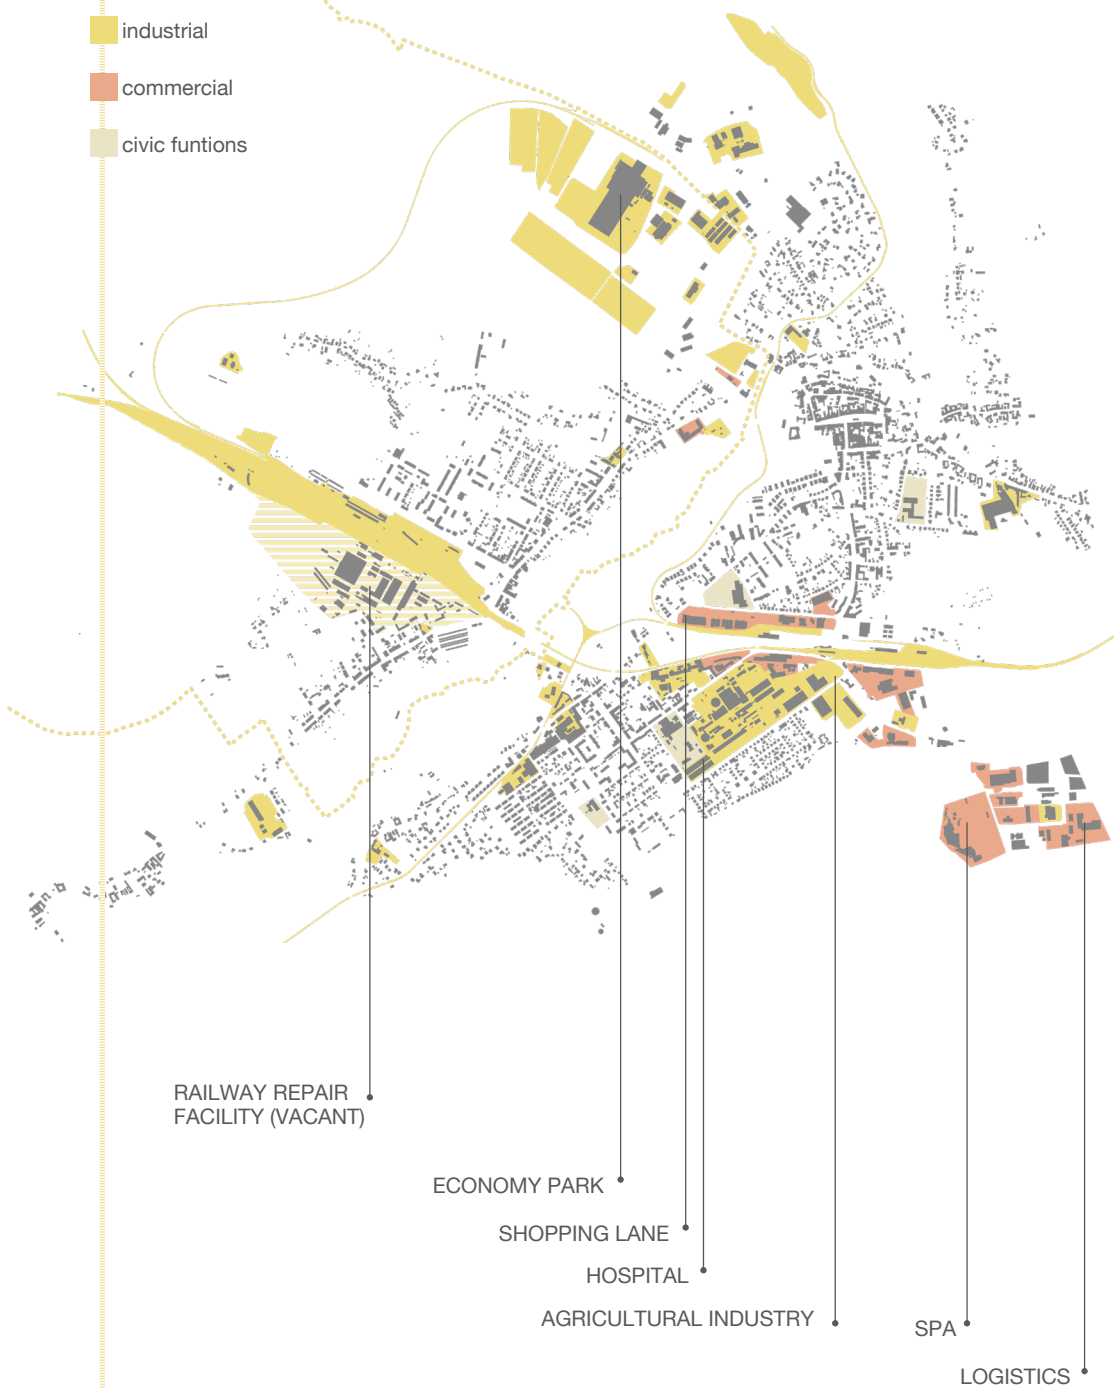 industrial
commercial
civic funtions
RAILWAY REPAIR
FACILITY (VACANT)
ECONOMY PARK
SHOPPING LANE
HOSPITAL
AGRICULTURAL INDUSTRY
SPA
LOGISTICS